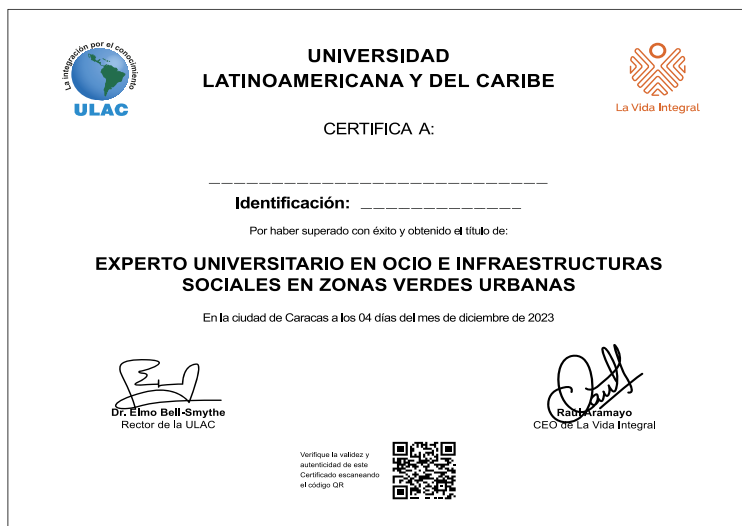 La integración por el conocimiento
ULAC
UNIVERSIDAD
LATINOAMERICANA Y DEL CARIBE
La Vida Integral
CERTIFICA A:
Identificación:
Por haber superado con éxito y obtenido el título de:
EXPERTO UNIVERSITARIO EN OCIO E INFRAESTRUCTURAS
SOCIALES EN ZONAS VERDES URBANAS
En la ciudad de Caracas a los 04 días del mes de diciembre de 2023
Dr. Elmo Bell-Smythe
Rector de la ULAC
Raúl Aramayo
CEO de La Vida Integral
Verifique la validez y
autenticidad de este
Certificado escaneando
el código QR